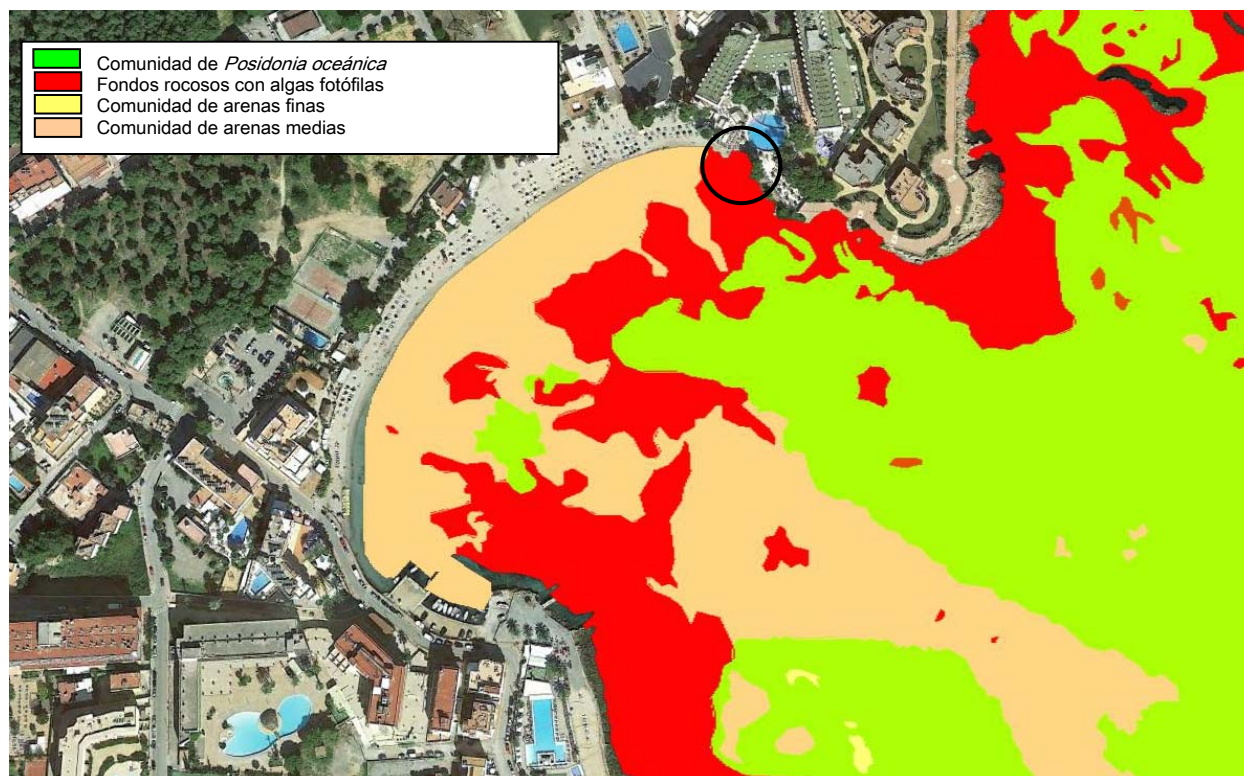 Comunidad de Posidonia oceánica
Fondos rocosos con algas fotófilas
Comunidad de arenas finas
Comunidad de arenas medias